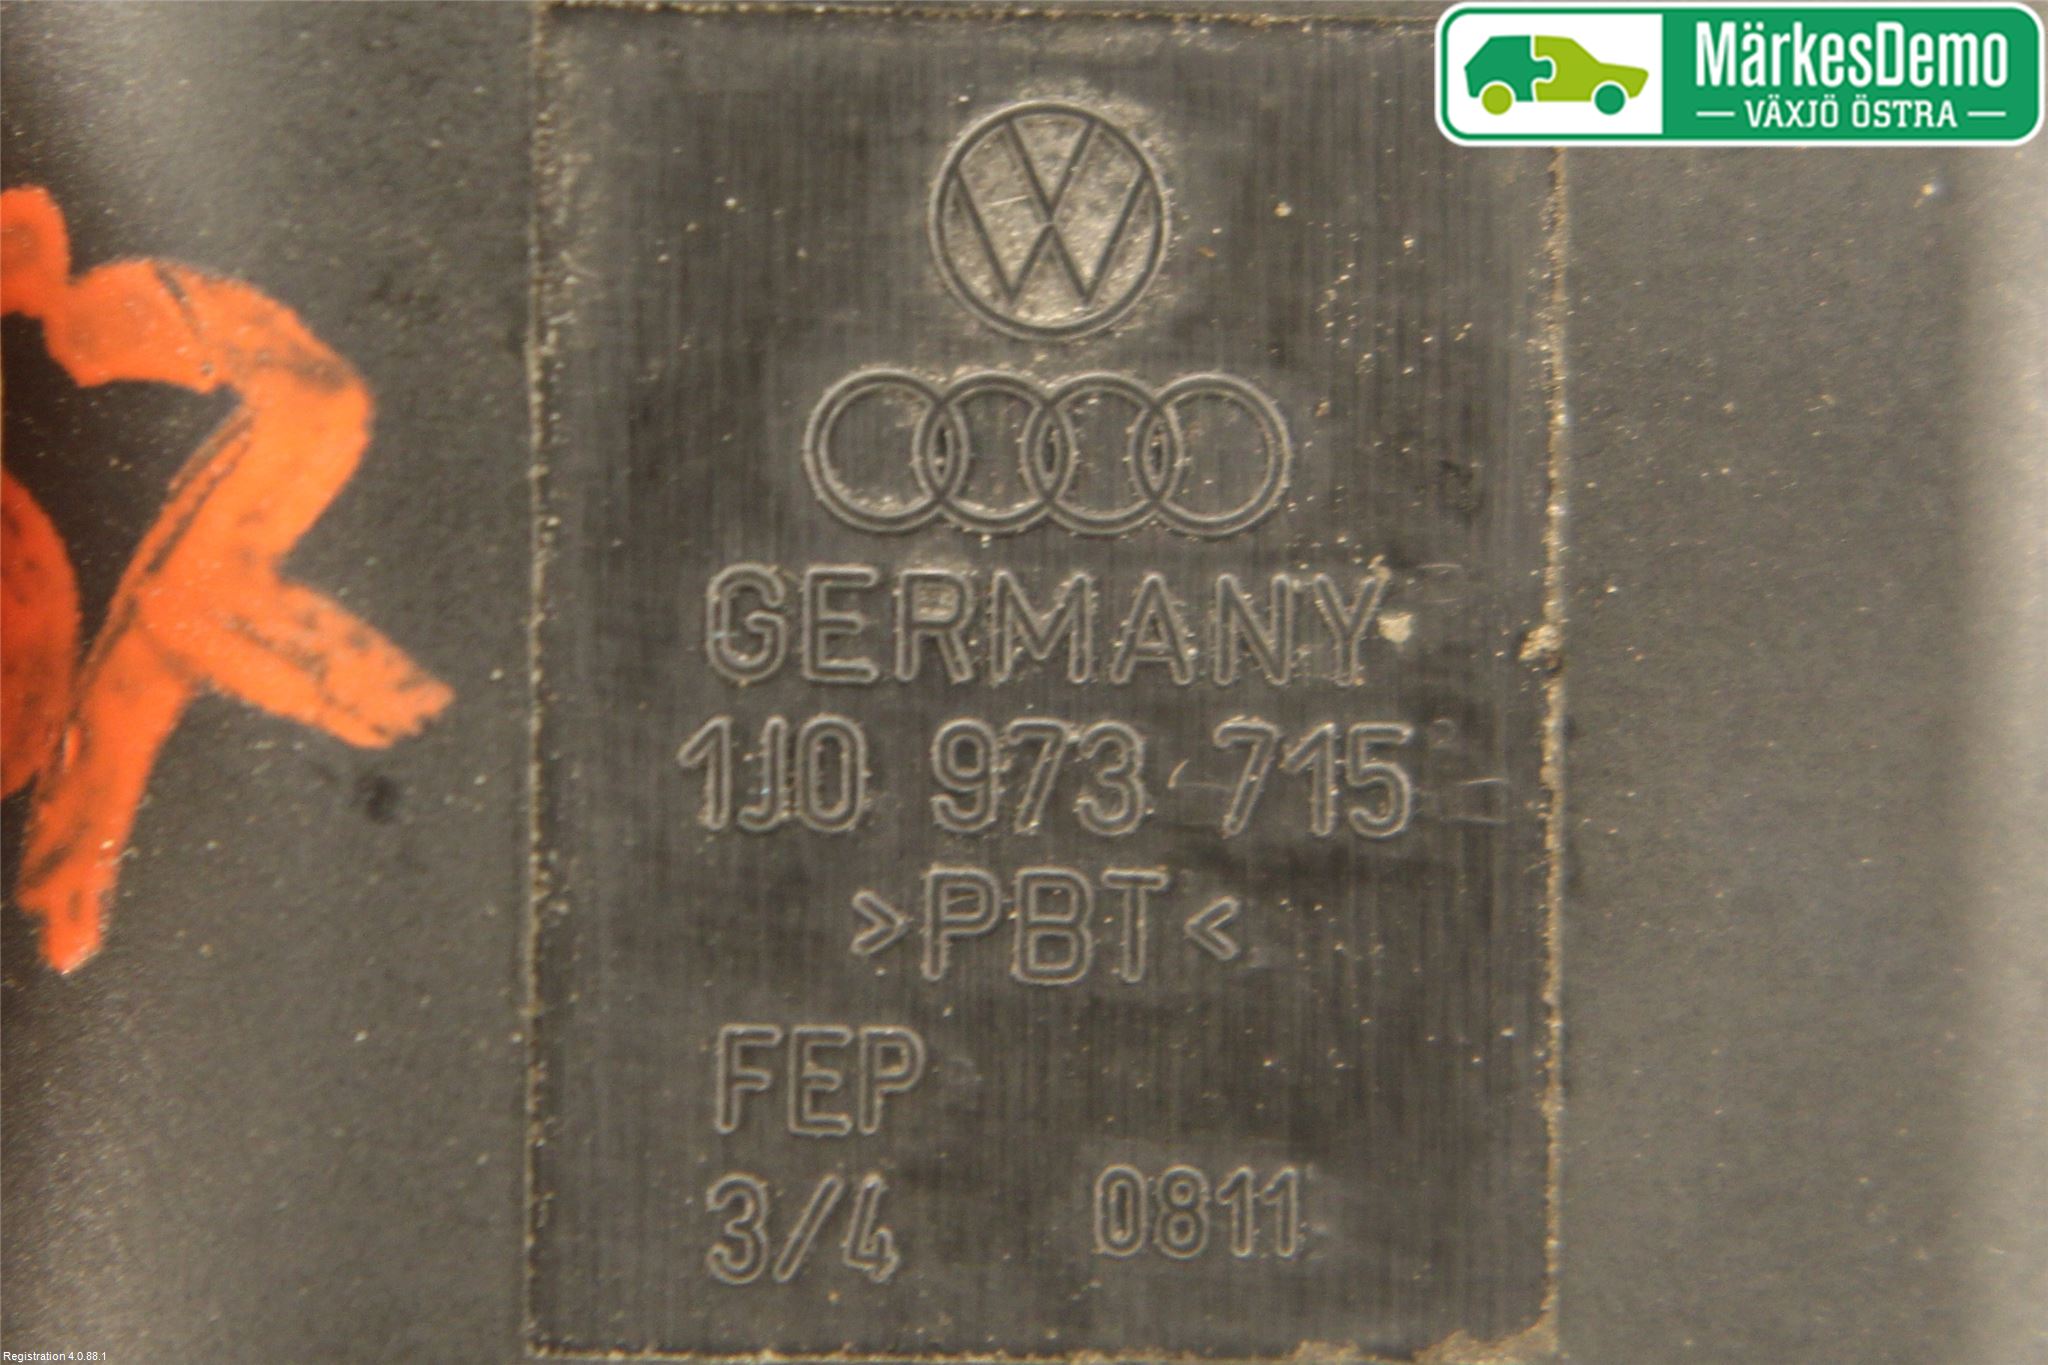 MärkesDemo
VÄXJÖ ÖSTRA
GERMANY
1J0 973 715
>PBT<
FEP
3/4 0811
Registration 4.0.88.1